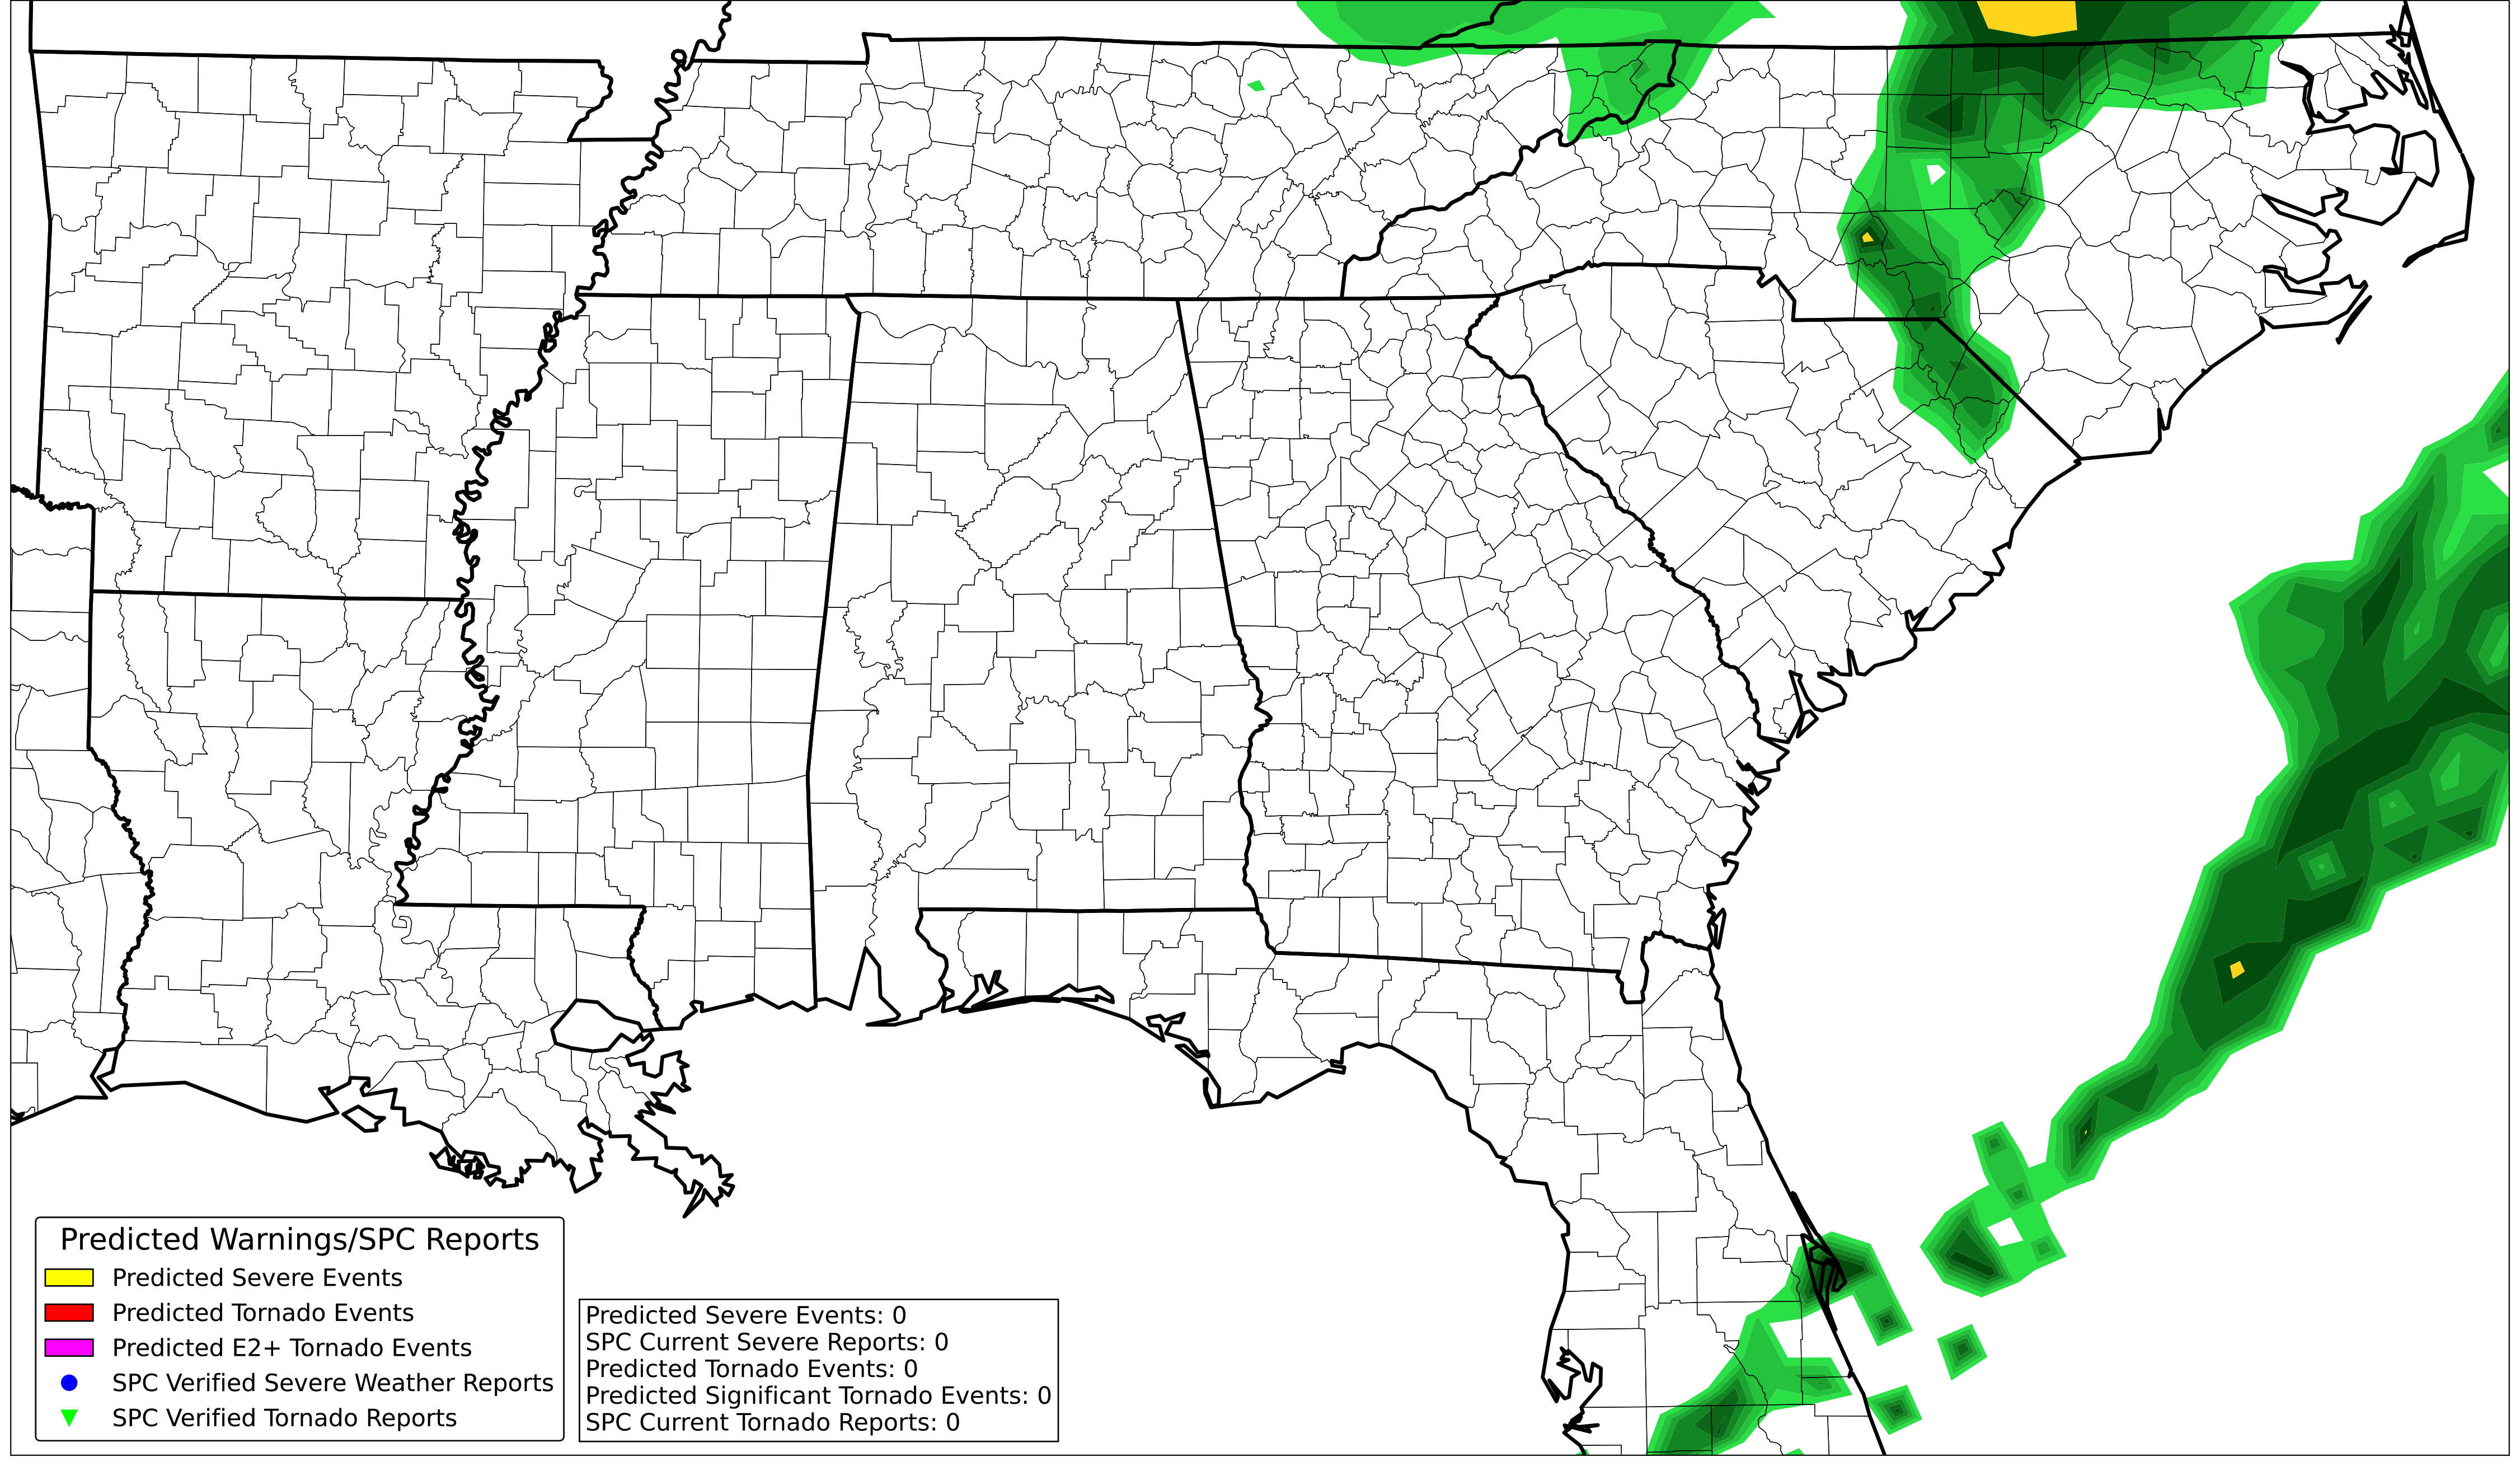 Predicted Warnings/SPC Reports
Predicted Severe Events
Predicted Tornado Events
Predicted E2+ Tornado Events
SPC Verified Severe Weather Reports
SPC Verified Tornado Reports
Predicted Severe Events: 0
SPC Current Severe Reports: 0
Predicted Tornado Events: 0
Predicted Significant Tornado Events: 0
SPC Current Tornado Reports: 0